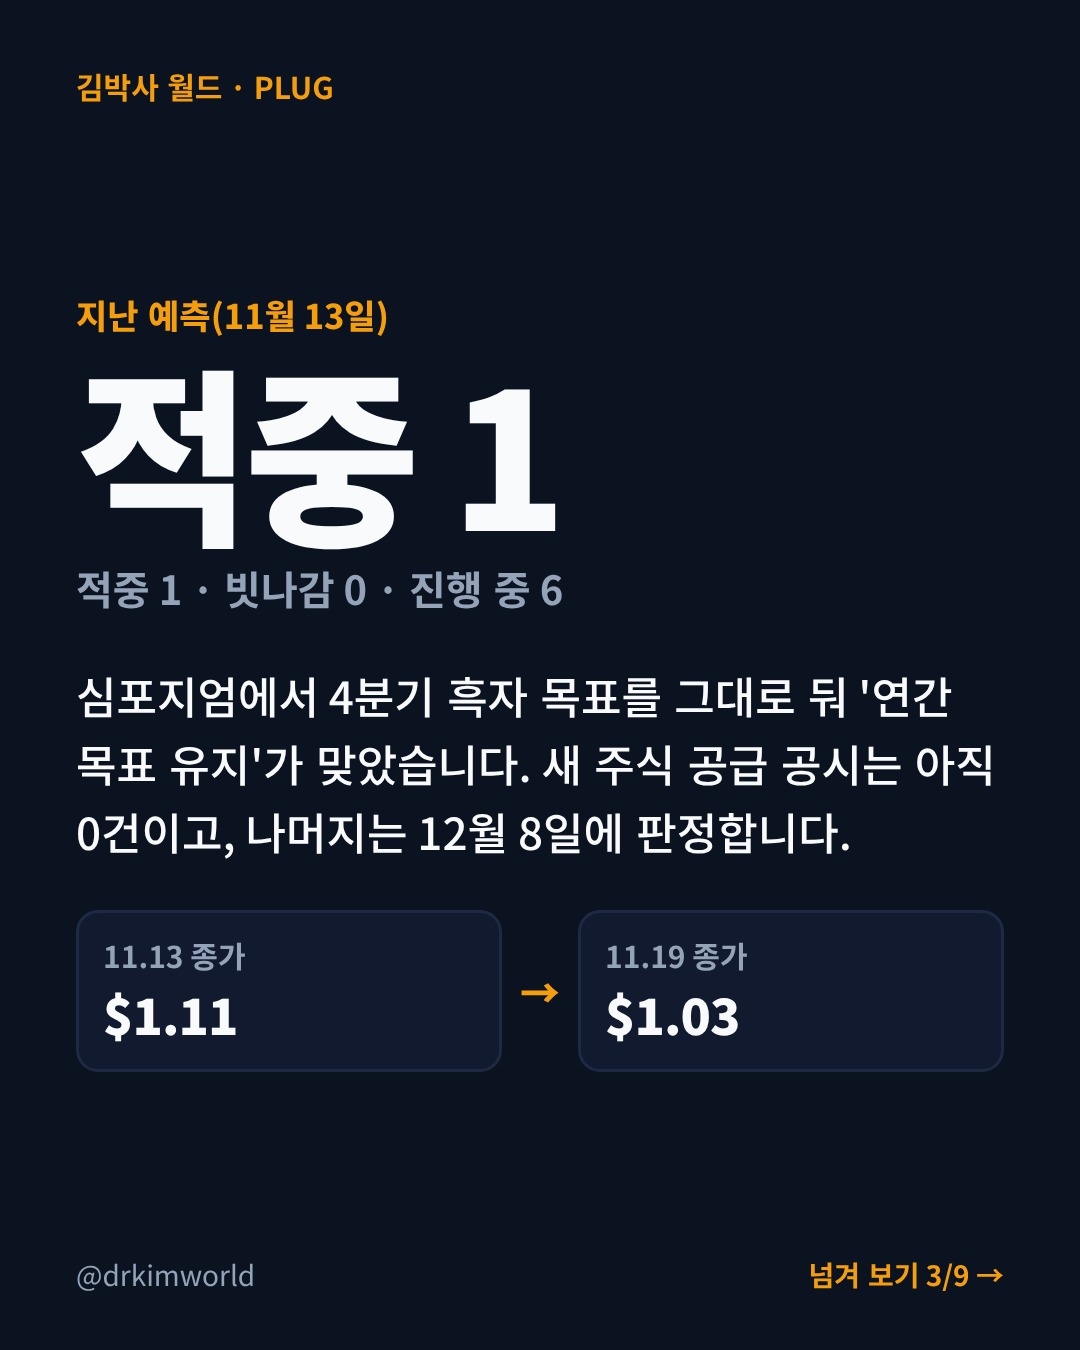 김박사 월드 · PLUG
지난 예측(11월 13일)
적중 1
적중 1 · 빗나감 0 · 진행 중 6
심포지엄에서 4분기 흑자 목표를 그대로 둬 '연간
목표 유지'가 맞았습니다. 새 주식 공급 공시는 아직
0건이고, 나머지는 12월 8일에 판정합니다.
11.13 종가
$1.11
→
11.19 종가
$1.03
@drkimworld
넘겨 보기 3/9 →